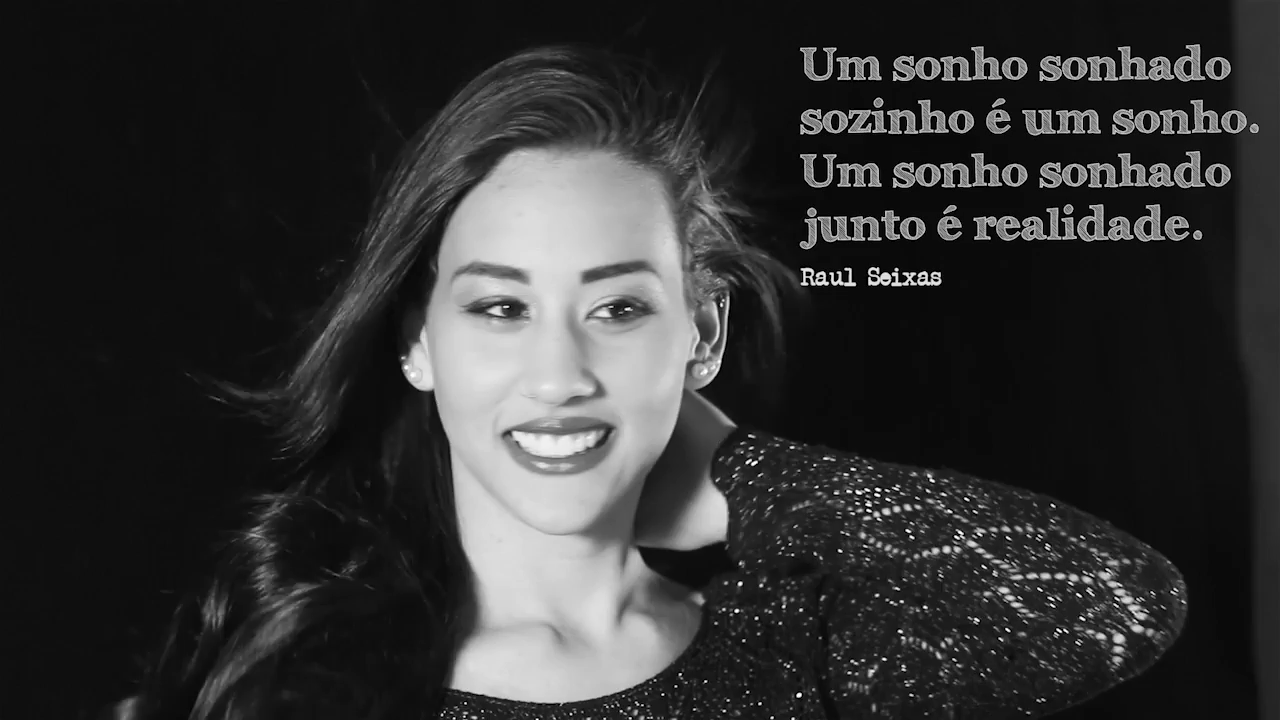 Um sonho sonhado
sozinho é um sonho.
Um sonho sonhado
junto é realidade.
Raul Seixas